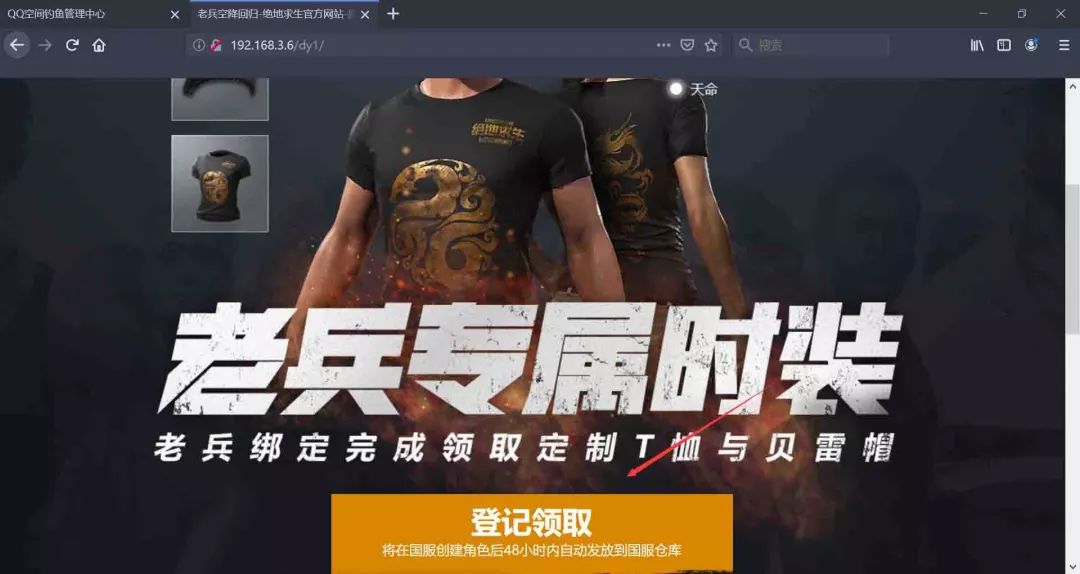 QQ空间钓鱼管理中心
老兵空降回归-绝地求生官方网站-
192.168.3.6/dy1/
搜索
天命
绝地求生
老兵专属时装
老兵绑定完成领取定制T恤与贝雷帽
登记领取
将在国服创建角色后48小时内自动发放到国服仓库